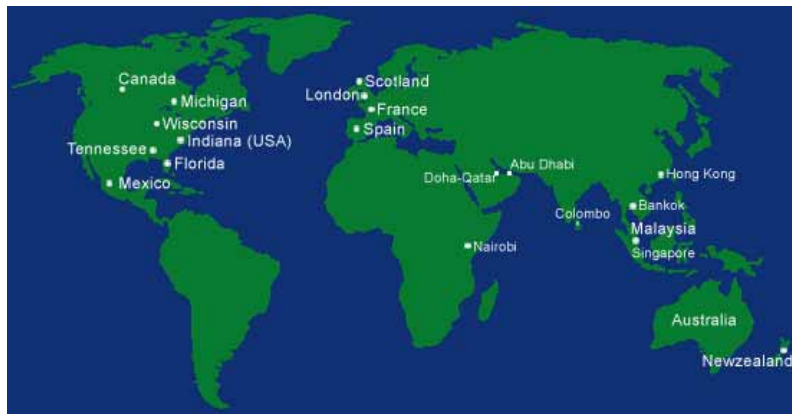 Canada
Michigan
Wisconsin
Indiana (USA)
Tennessee
Florida
Mexico
Scotland
London
France
Spain
Doha-Qatar
Abu Dhabi
Hong Kong
Bankok
Colombo
Malaysia
Singapore
Nairobi
Australia
Newzealand